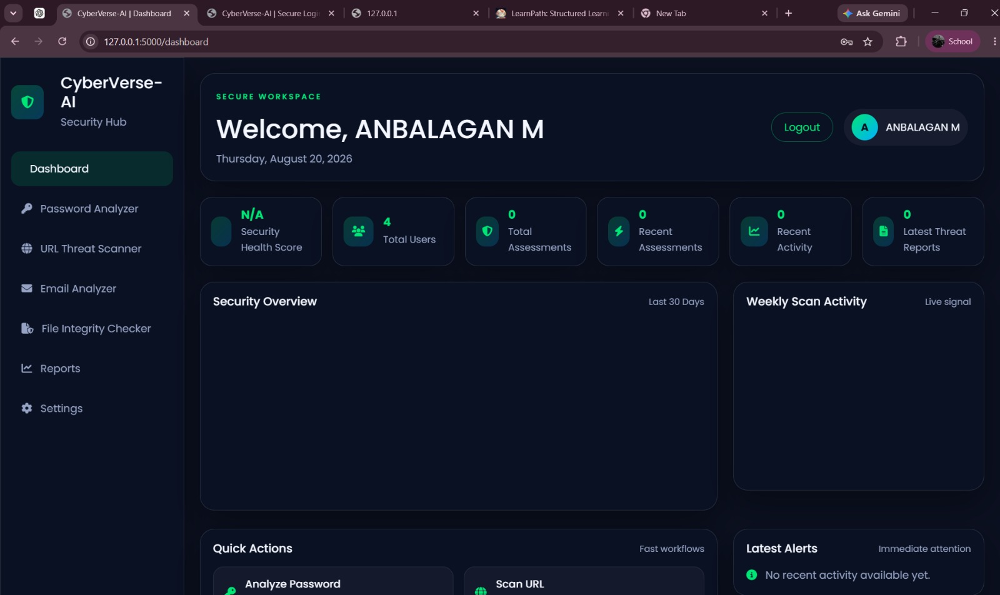 CyberVerse-AI | Dashboard
CyberVerse-AI | Secure Login
127.0.0.1
LearnPath: Structured Learni
New Tab
Ask Gemini
127.0.0.1:5000/dashboard
School
CyberVerse-
AI
Security Hub
Dashboard
Password Analyzer
URL Threat Scanner
Email Analyzer
File Integrity Checker
Reports
Settings
SECURE WORKSPACE
Welcome, ANBALAGAN M
Thursday, August 20, 2026
Logout
A
ANBALAGAN M
N/A
Security
Health Score
4
Total Users
0
Total
Assessments
0
Recent
Assessments
0
Recent
Activity
0
Latest Threat
Reports
Security Overview
Last 30 Days
Weekly Scan Activity
Live signal
Quick Actions
Fast workflows
Analyze Password
Scan URL
Latest Alerts
Immediate attention
No recent activity available yet.